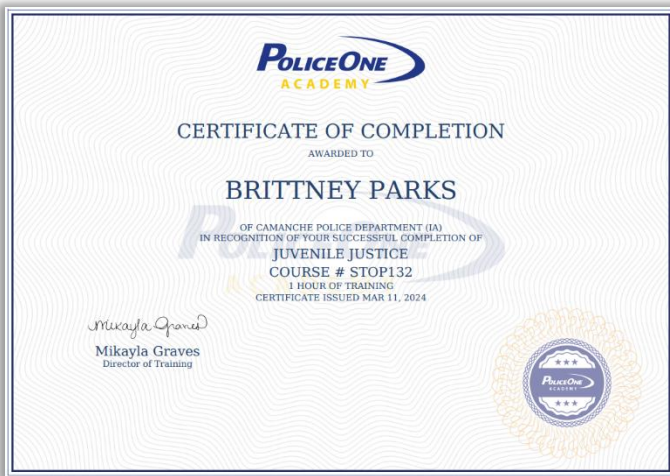 POLICEONE
ACADEMY
CERTIFICATE OF COMPLETION
AWARDED TO
BRITTNEY PARKS
OF CAMANCHE POLICE DEPARTMENT (IA)
IN RECOGNITION OF YOUR SUCCESSFUL COMPLETION OF
JUVENILE JUSTICE
COURSE # STOP132
1 HOUR OF TRAINING
CERTIFICATE ISSUED MAR 11, 2024
Mikayla Graves
Mikayla Graves
Director of Training
POLICEONE
ACADEMY